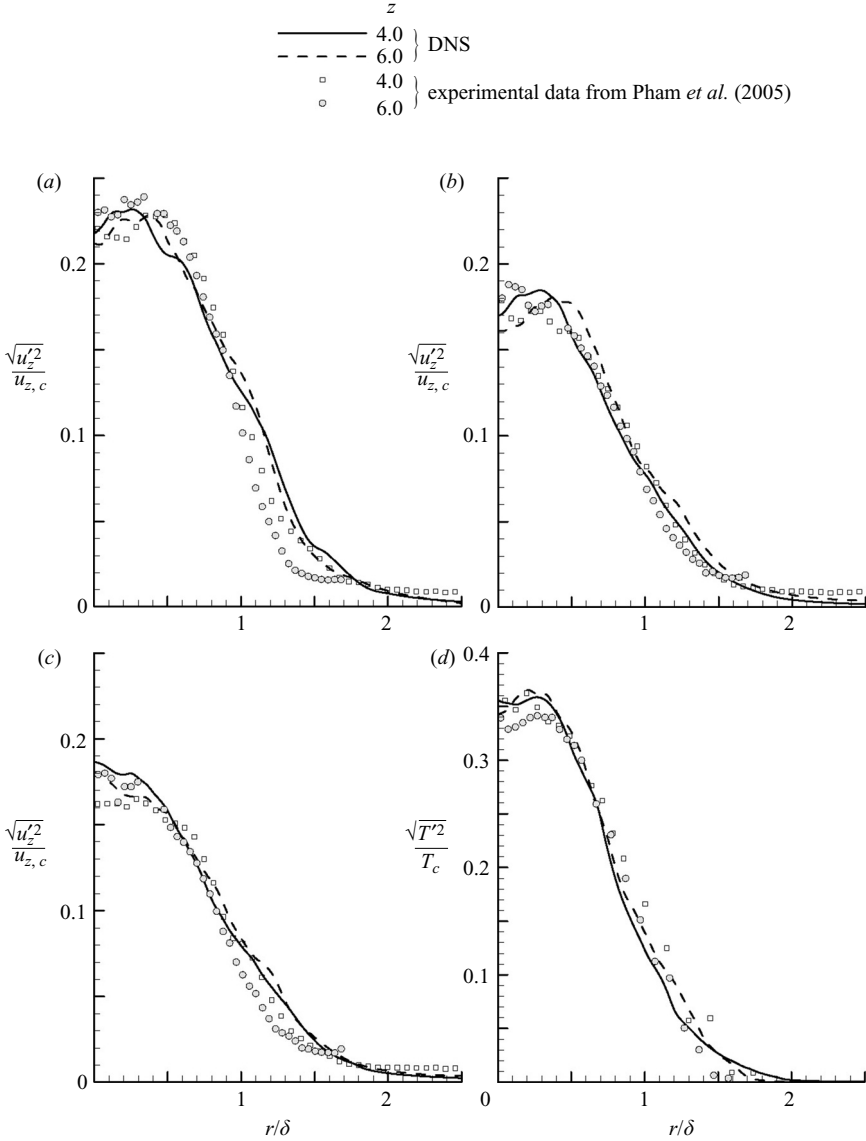 z
4.0
6.0
DNS
4.0
6.0
experimental data from Pham et al. (2005)
(a)
0.2
0.1
0
1
2
√u′z2
uz, c
(b)
0.2
0.1
0
1
2
√u′z2
uz, c
(c)
0.2
0.1
0
1
2
√u′z2
uz, c
r/δ
(d)
0.4
0.3
0.2
0.1
0
1
2
√T′2
Tc
r/δ